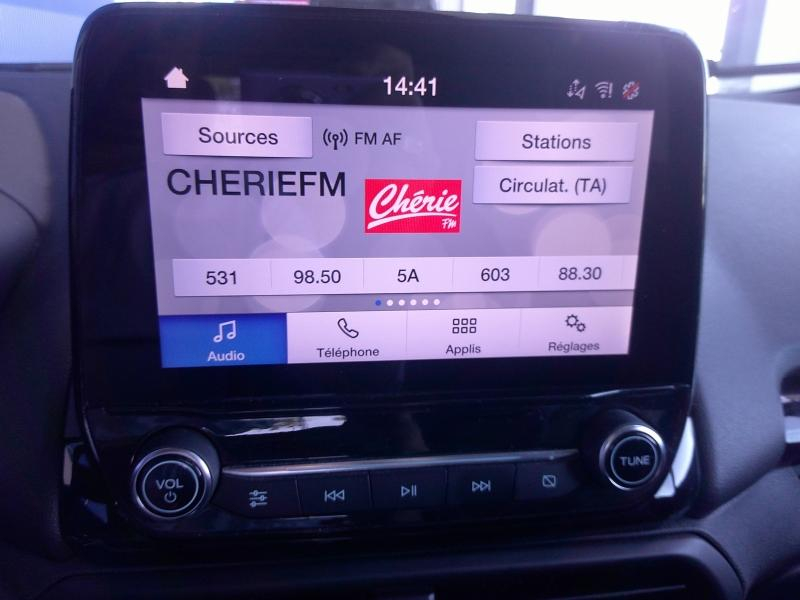 14:41
Sources FM AF Stations
CHERIEFM Chérie FM Circulat. (TA)
531 98.50 5A 603 88.30
Audio Téléphone Applis Réglages
VOL TUNE